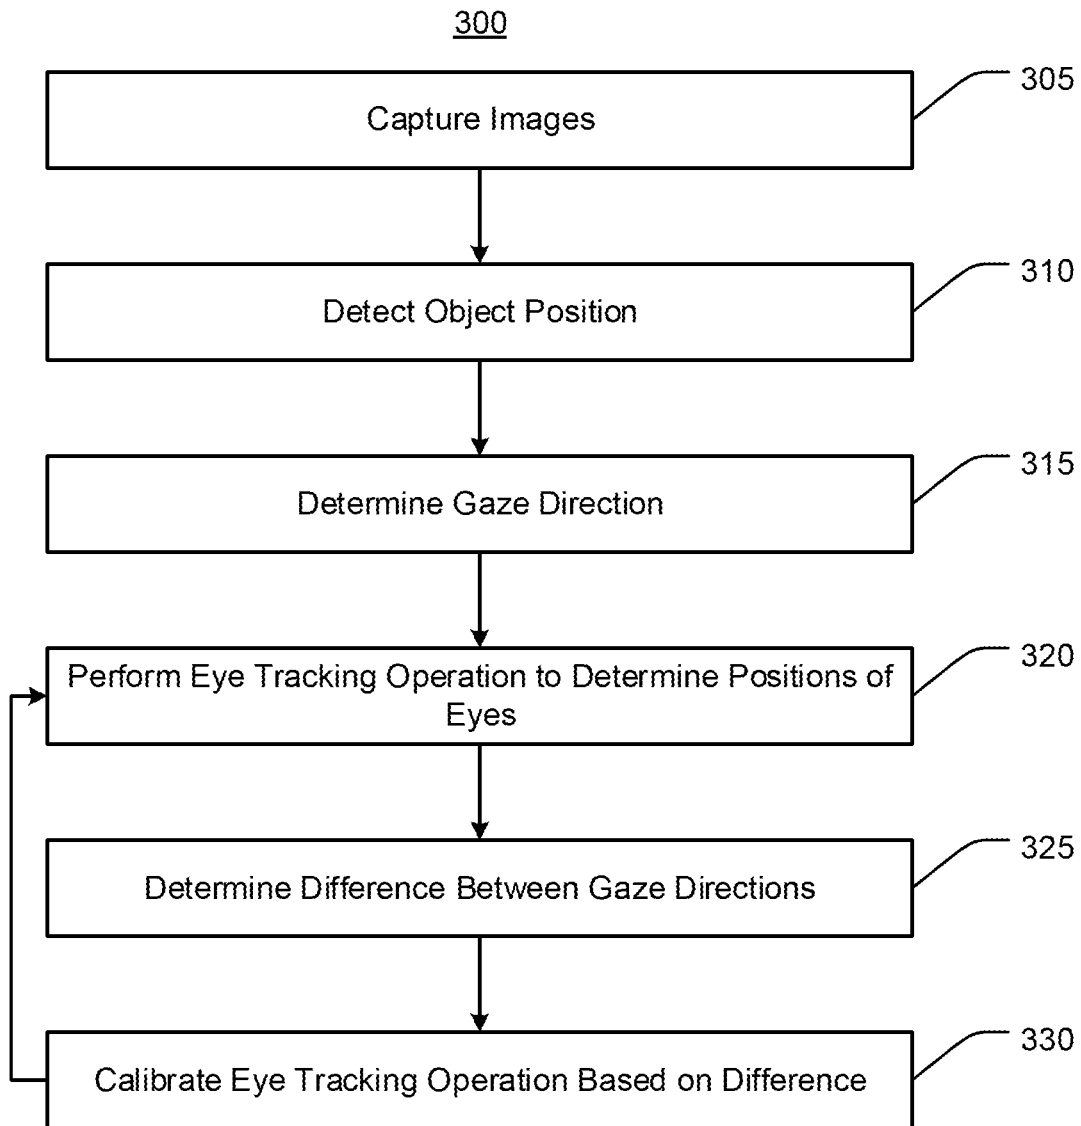 300
Capture Images
305
Detect Object Position
310
Determine Gaze Direction
315
Perform Eye Tracking Operation to Determine Positions of
Eyes
320
Determine Difference Between Gaze Directions
325
Calibrate Eye Tracking Operation Based on Difference
330